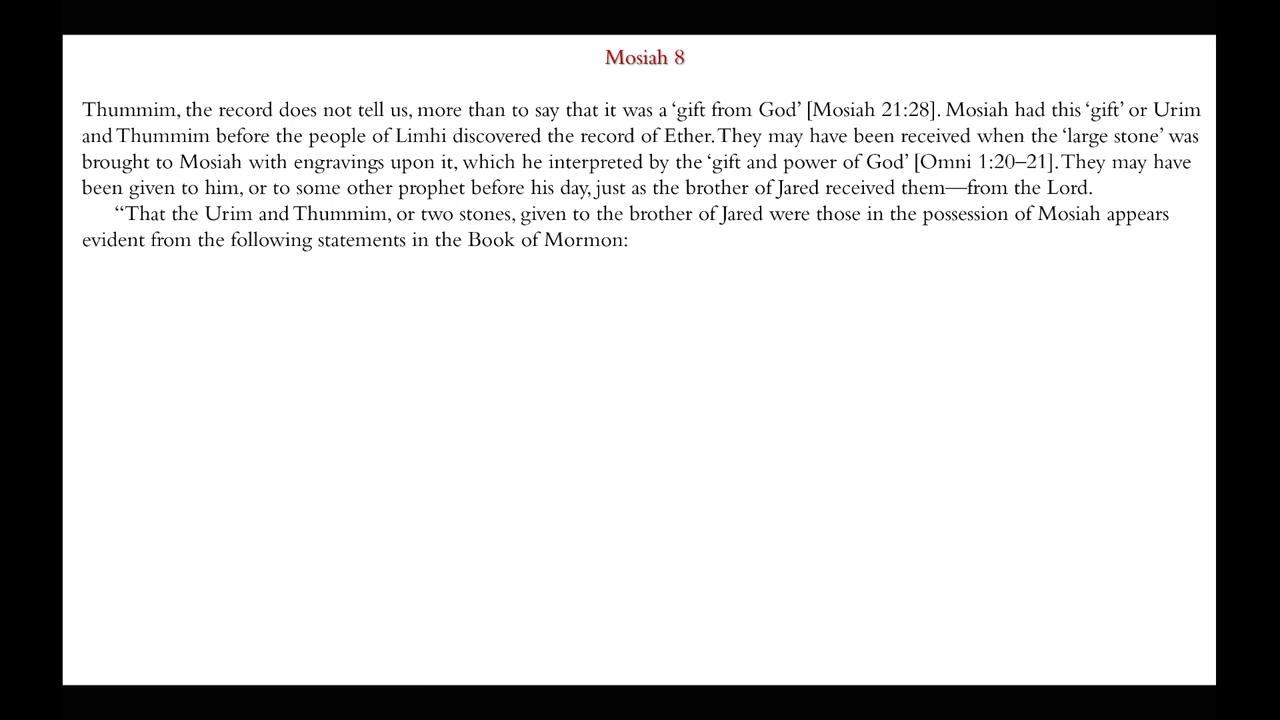 Mosiah 8
Thummim, the record does not tell us, more than to say that it was a ‘gift from God’ [Mosiah 21:28]. Mosiah had this ‘gift’ or Urim
and Thummim before the people of Limhi discovered the record of Ether. They may have been received when the ‘large stone’ was
brought to Mosiah with engravings upon it, which he interpreted by the ‘gift and power of God’ [Omni 1:20–21]. They may have
been given to him, or to some other prophet before his day, just as the brother of Jared received them—from the Lord.
“That the Urim and Thummim, or two stones, given to the brother of Jared were those in the possession of Mosiah appears
evident from the following statements in the Book of Mormon: